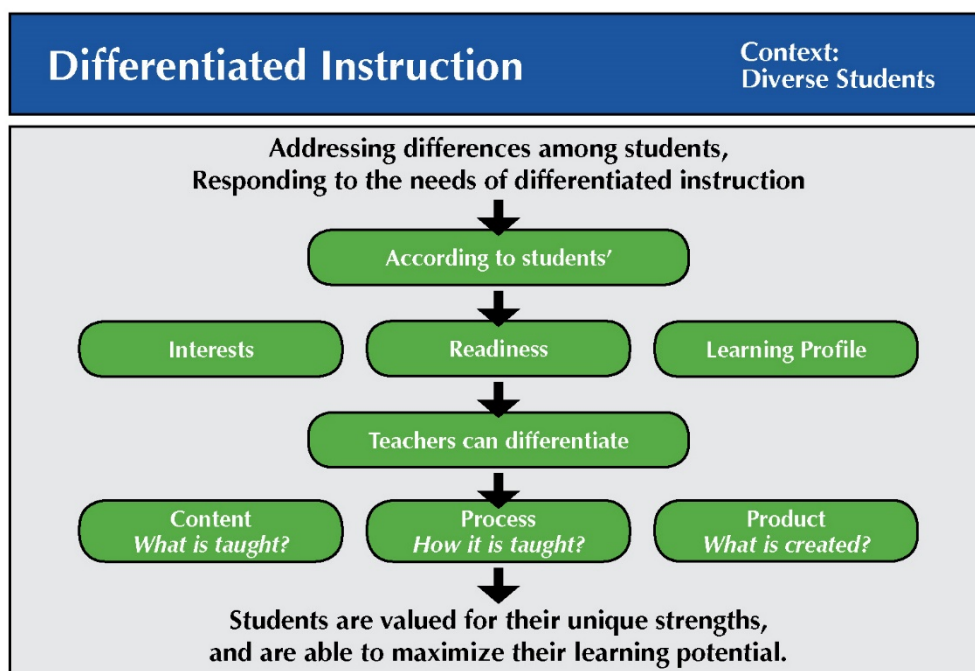 Differentiated Instruction
Context:
Diverse Students
Addressing differences among students,
Responding to the needs of differentiated instruction
According to students’
Interests
Readiness
Learning Profile
Teachers can differentiate
Content
What is taught?
Process
How it is taught?
Product
What is created?
Students are valued for their unique strengths,
and are able to maximize their learning potential.